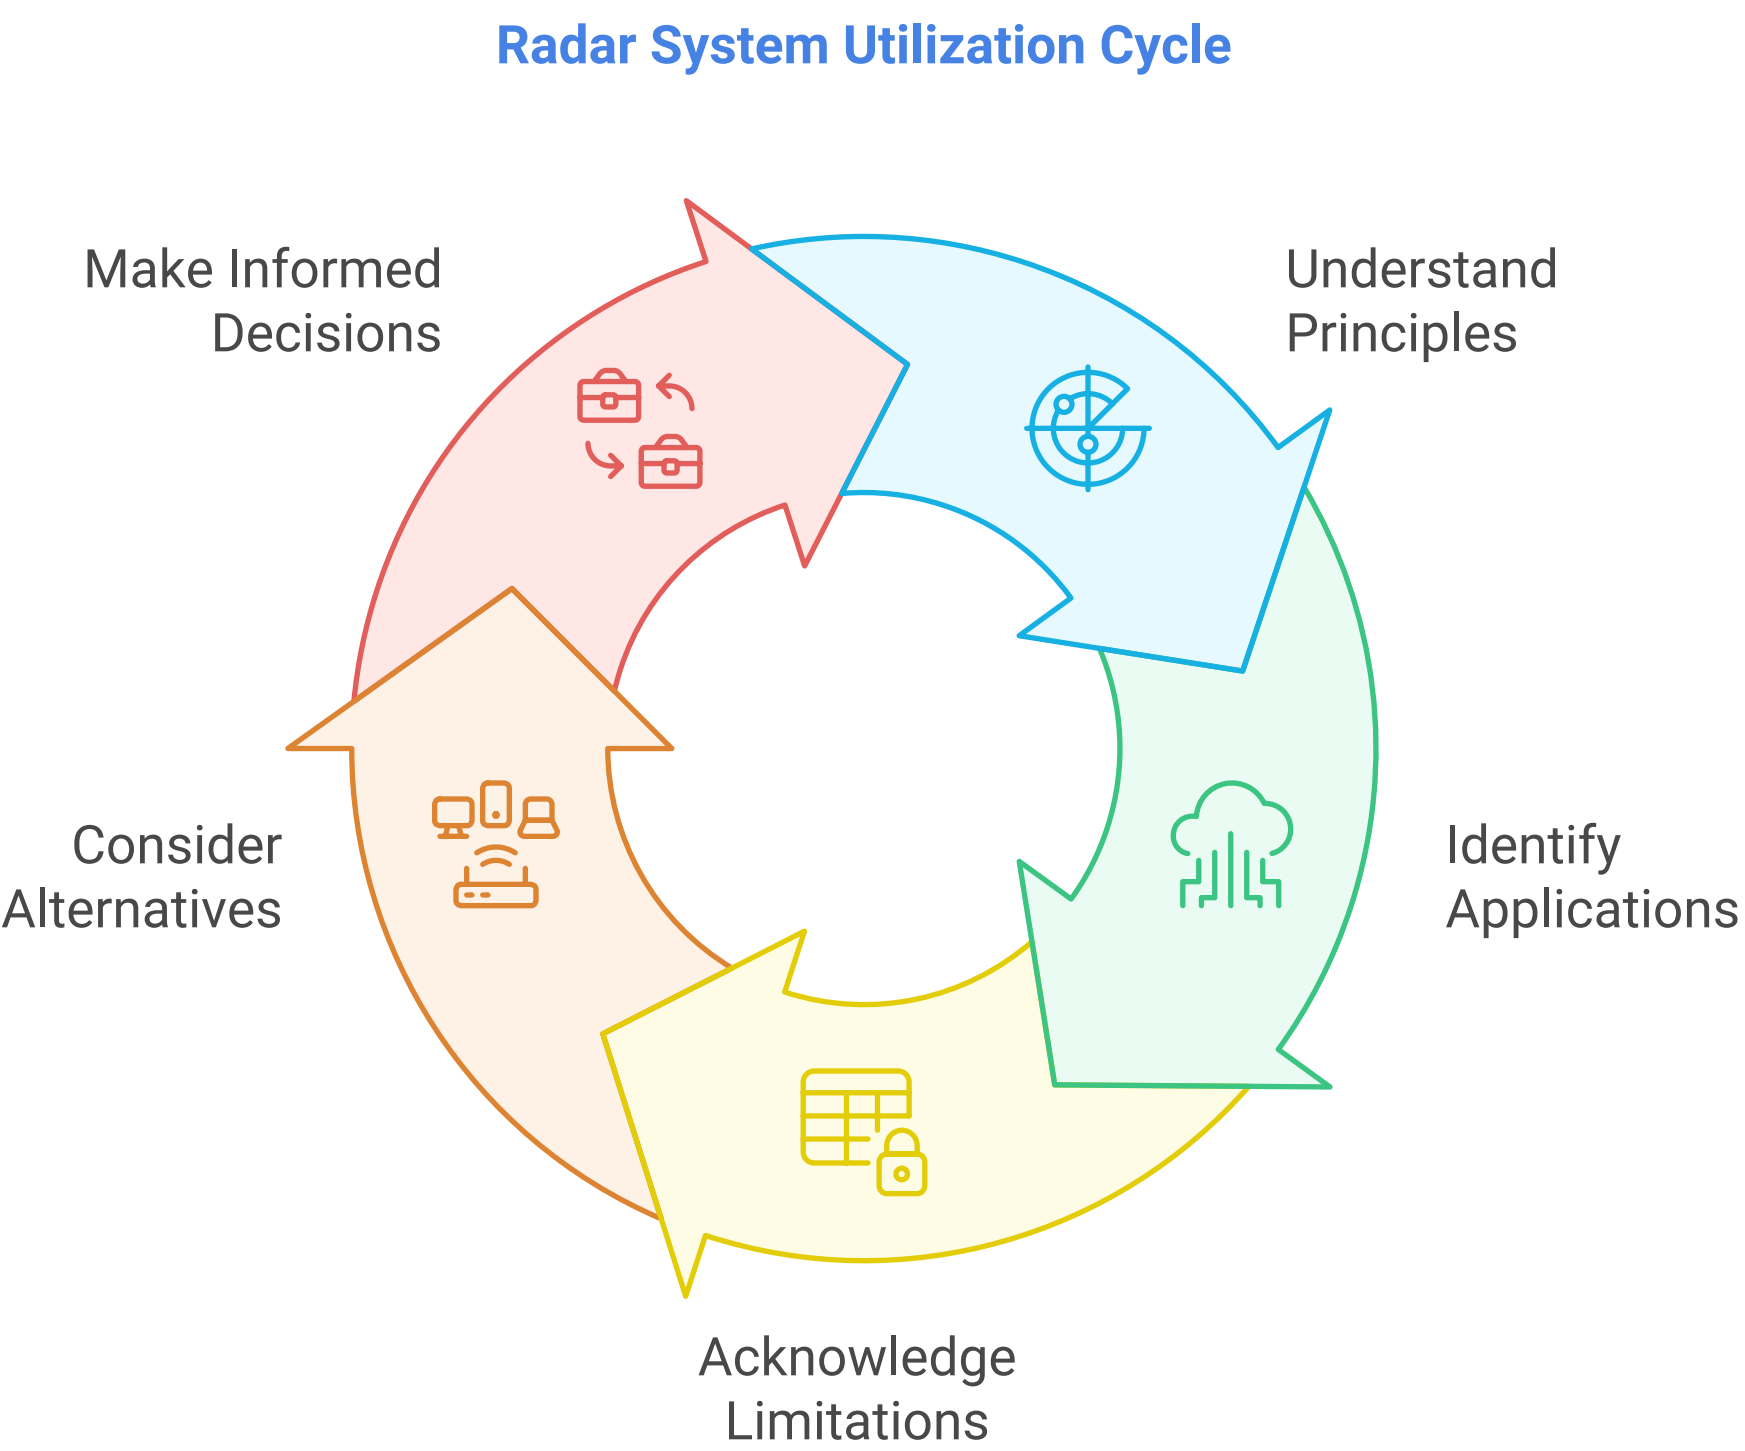 Radar System Utilization Cycle
Make Informed
Decisions
Understand
Principles
Consider
Alternatives
Identify
Applications
Acknowledge
Limitations